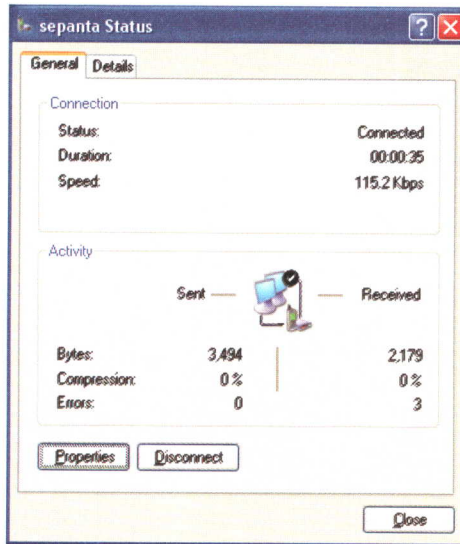 sepanta Status
General Details
Connection
Status: Connected
Duration: 00:00:35
Speed: 115.2 Kbps
Activity
Sent Received
Bytes: 3,494 2,179
Compression: 0 % 0 %
Errors: 0 3
Properties Disconnect
Close